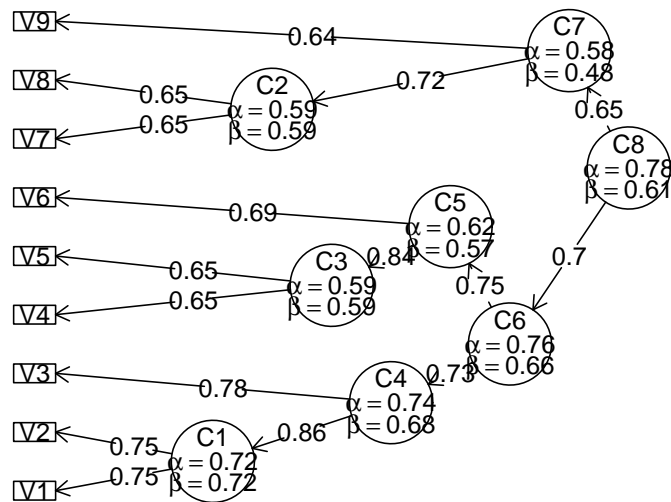 V9
C7
α = 0.58
β = 0.48
0.64
V8
C2
α = 0.59
β = 0.59
0.72
0.65
0.65
V7
0.65
C8
α = 0.78
β = 0.61
V6
C5
α = 0.62
β = 0.57
0.69
V5
C3
α = 0.59
β = 0.59
0.84
0.7
0.65
0.65
V4
0.75
C6
α = 0.76
β = 0.66
V3
C4
α = 0.74
β = 0.68
0.73
0.78
V2
C1
α = 0.72
β = 0.72
0.86
0.75
0.75
V1